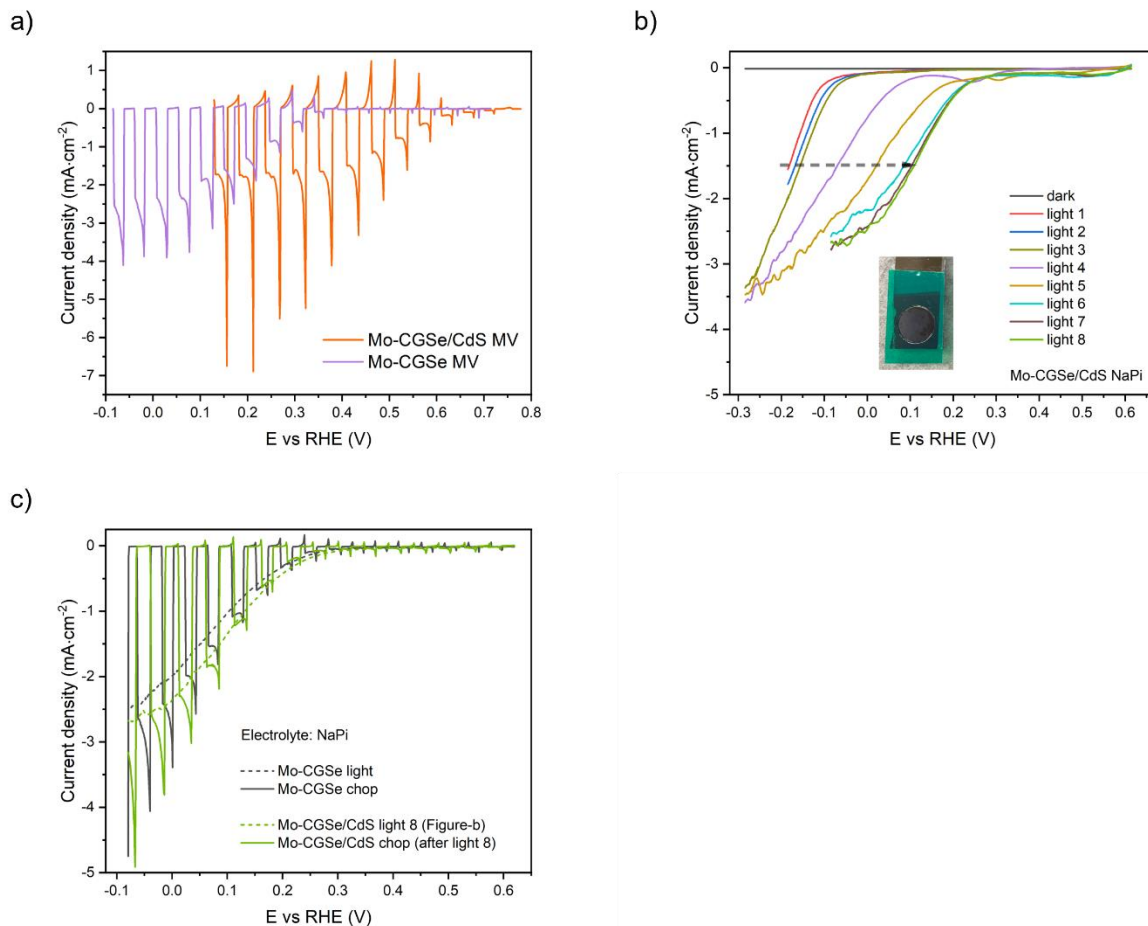 a)
Current density (mA·cm⁻²)
1
0
-1
-2
-3
-4
-5
-6
-7
Mo-CGSe/CdS MV
Mo-CGSe MV
-0.1 0.0 0.1 0.2 0.3 0.4 0.5 0.6 0.7 0.8
E vs RHE (V)
b)
Current density (mA·cm⁻²)
0
-1
-2
-3
-4
-5
dark
light 1
light 2
light 3
light 4
light 5
light 6
light 7
light 8
Mo-CGSe/CdS NaPi
-0.3 -0.2 -0.1 0.0 0.1 0.2 0.3 0.4 0.5 0.6
E vs RHE (V)
c)
Current density (mA·cm⁻²)
0
-1
-2
-3
-4
-5
Electrolyte: NaPi
Mo-CGSe light
Mo-CGSe chop
Mo-CGSe/CdS light 8 (Figure-b)
Mo-CGSe/CdS chop (after light 8)
-0.1 0.0 0.1 0.2 0.3 0.4 0.5 0.6
E vs RHE (V)